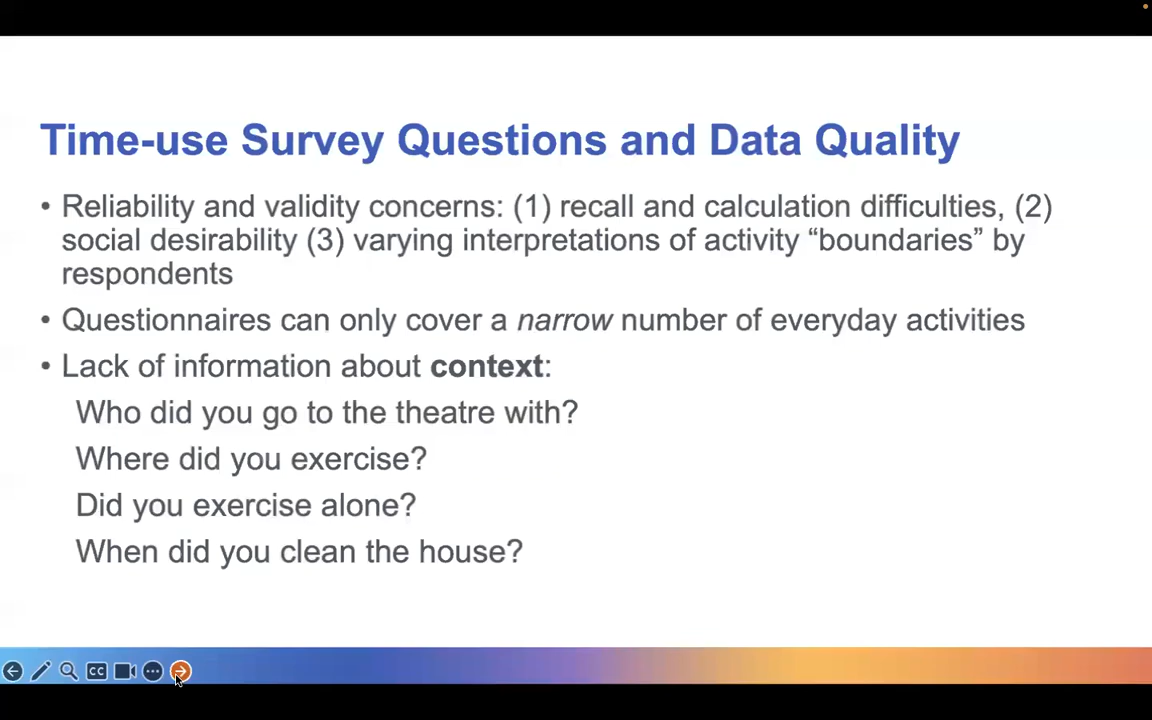 Time-use Survey Questions and Data Quality
• Reliability and validity concerns: (1) recall and calculation difficulties, (2)
social desirability (3) varying interpretations of activity “boundaries” by
respondents
• Questionnaires can only cover a narrow number of everyday activities
• Lack of information about context:
Who did you go to the theatre with?
Where did you exercise?
Did you exercise alone?
When did you clean the house?
CC